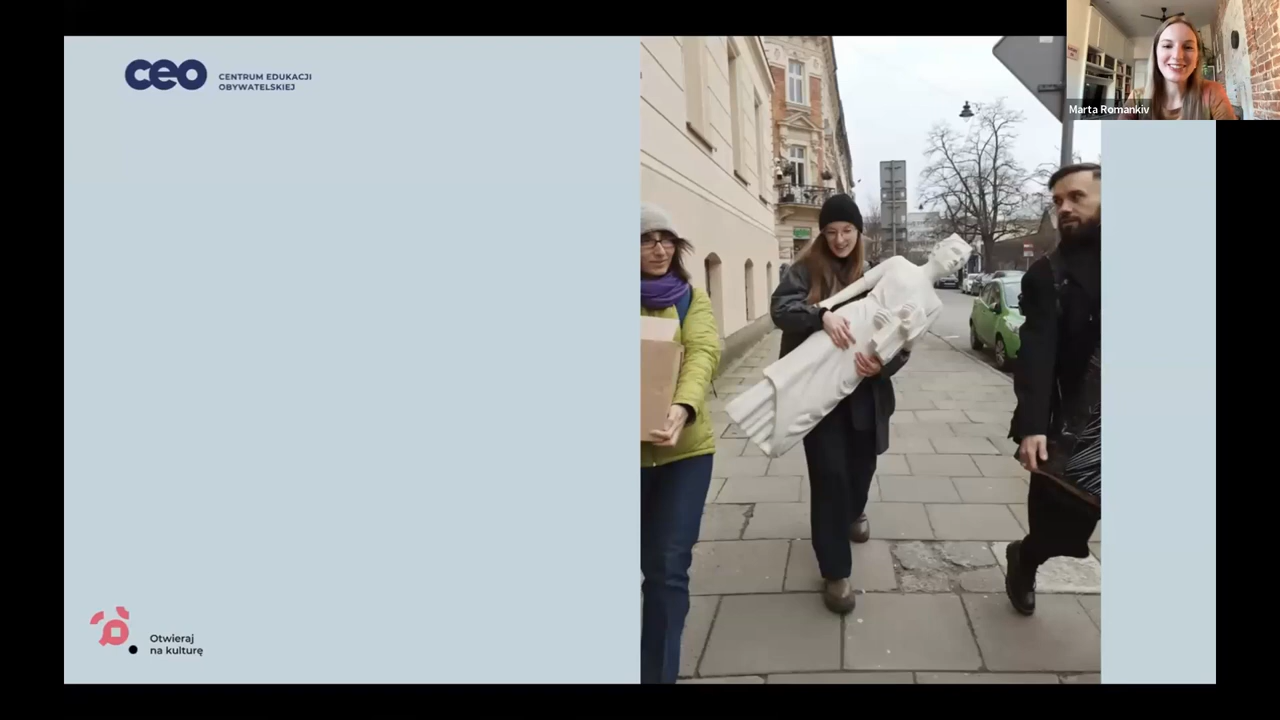 ceo
CENTRUM EDUKACJI
OBYWATELSKIEJ
Marta Romankiv
Otwieraj
na kulturę